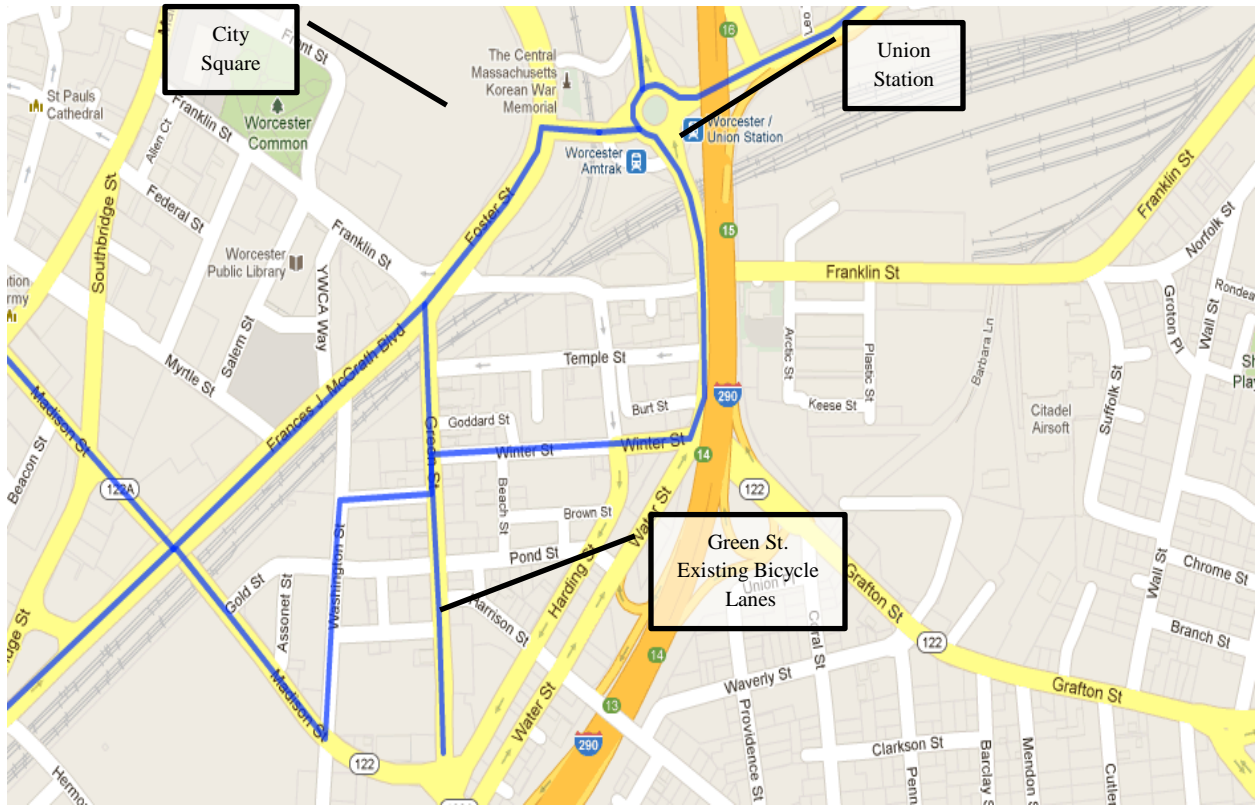 City
Square
Union
Station
Green St.
Existing Bicycle
Lanes
Front St
The Central
Massachusetts
Korean War
Memorial
16
St Pauls
Cathedral
Worcester
Common
Allen Ct
Franklin St
Federal St
Worcester /
Union Station
Worcester
Amtrak
Foster St
Southbridge St
Worcester
Public Library
Franklin St
YWCA Way
15
Franklin St
Franklin St
Norfolk St
Salem St
Myrtle St
Frances J McGrath Blvd
Temple St
Arctic St
Plastic St
Barbara Ln
Groton Pl
Wall St
Madison St
Green St
Goddard St
Burt St
290
Keese St
Citadel
Airsoft
Suffolk St
Beacon St
122A
Winter St
Winter St
14
122
Beach St
Brown St
Water St
Washington St
Pond St
Harding St
Union Pl
Grafton St
Wall St
Chrome St
Gold St
Assonet St
Harrison St
Coral St
122
Branch St
Madison St
Water St
14
Waverly St
Grafton St
13
Providence St
122
290
Clarkson St
Barclay S
Mendon S
Penn
Cutler
Hermo